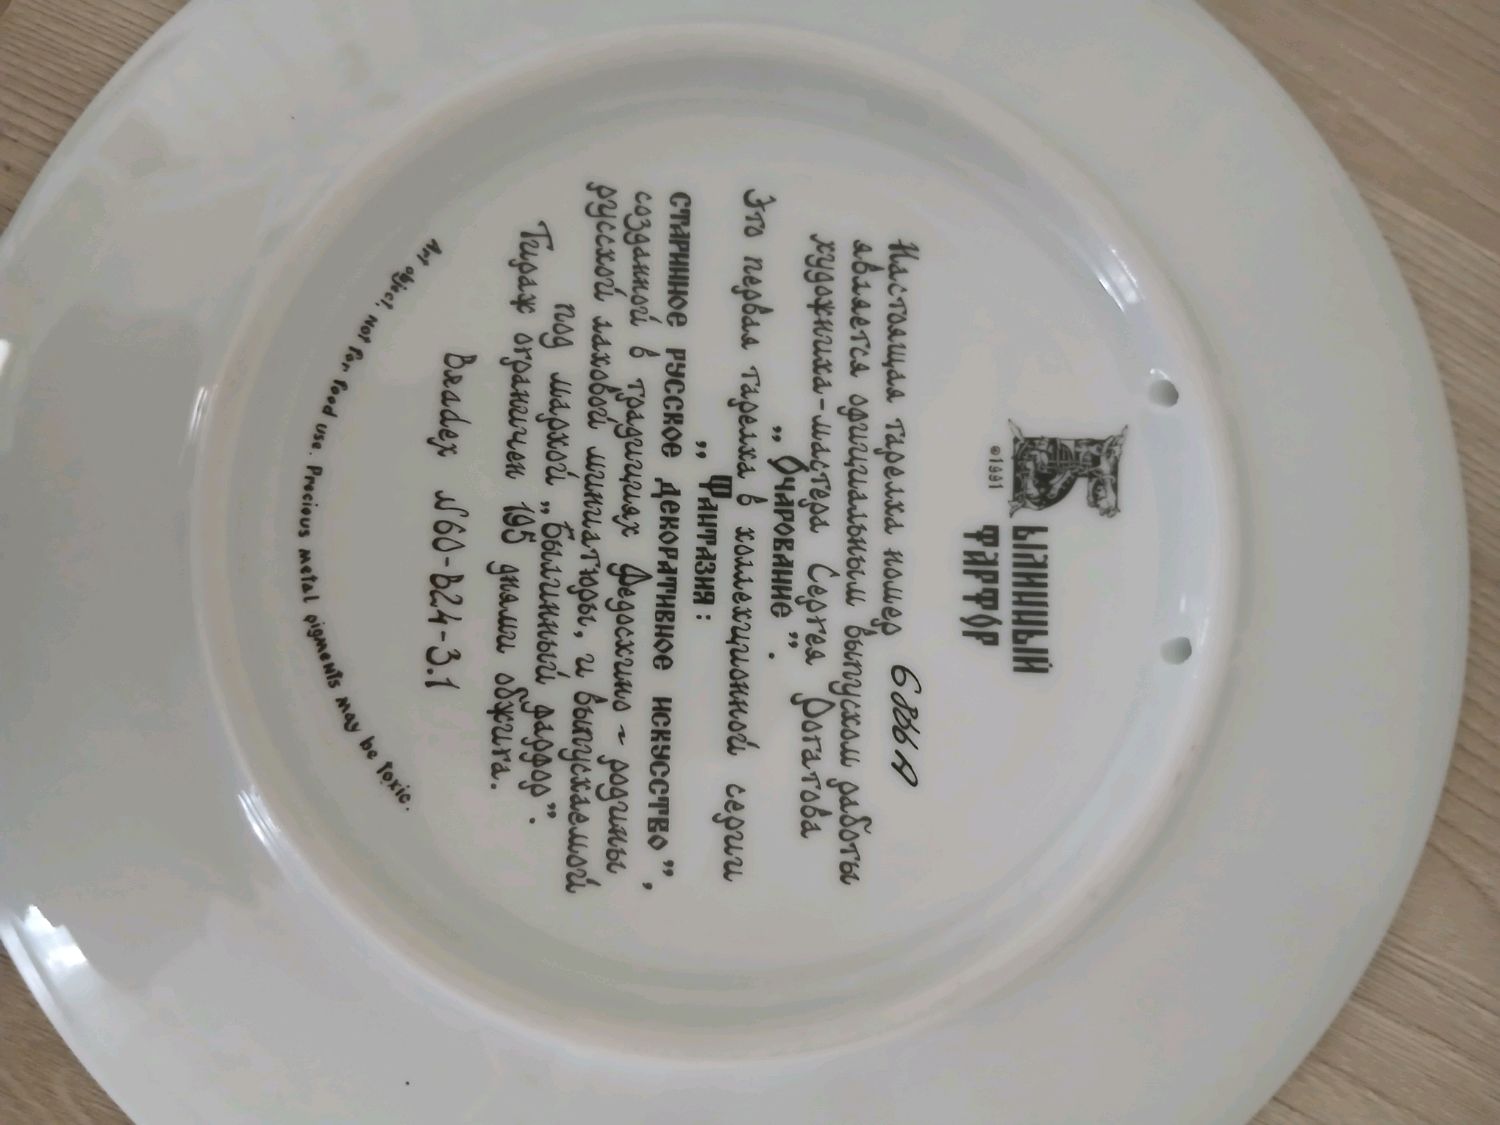 БЫЛИННЫЙ
ФАРФОР
©1991
Настоящая тарелка номер 6886 А
является официальным выпуском работы
художника-мастера Сергея Рогатова
„Очарование”.
Это первая тарелка в коллекционной серии
„Фантазия:
СТАРИННОЕ РУССКОЕ ДЕКОРАТИВНОЕ ИСКУССТВО”,
созданной в традициях Федоскино - родины
русской лаковой миниатюры, и выпускаемой
под маркой „Былинный фарфор”.
Тираж ограничен 195 днями обжига.
Bradex №60-B24-3.1
Art object, not for food use. Precious metal pigments may be toxic.